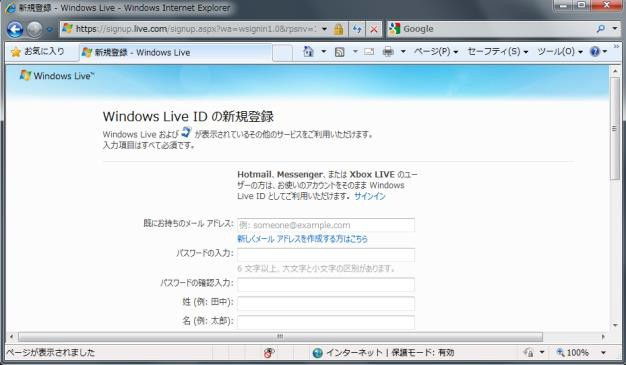 新規登録 - Windows Live - Windows Internet Explorer
https://signup.live.com/signup.aspx?wa=wsignin1.0&rpsnv=
Google
お気に入り
新規登録 - Windows Live
ページ(P)
セーフティ(S)
ツール(O)
Windows Live™
Windows Live ID の新規登録
Windows Live および が表示されているその他のサービスをご利用いただけます。
入力項目はすべて必須です。
Hotmail、Messenger、または Xbox LIVE のユー
ザーの方は、お使いのアカウントをそのまま Windows
Live ID としてご利用いただけます。 サインイン
既にお持ちのメール アドレス: 例: someone@example.com
新しくメール アドレスを作成する方はこちら
パスワードの入力:
6 文字以上、大文字と小文字の区別があります。
パスワードの確認入力:
姓 (例: 田中):
名 (例: 太郎):
ページが表示されました
インターネット | 保護モード: 有効
100%